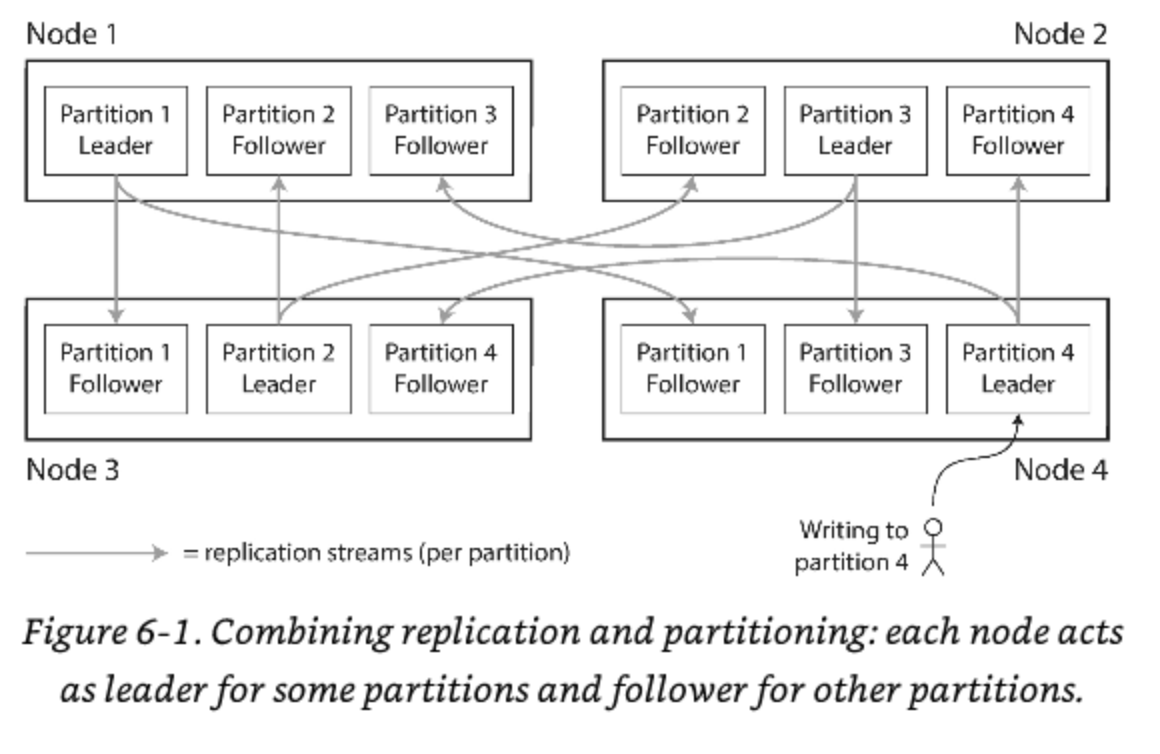 Node 1
Node 2
Partition 1
Leader
Partition 2
Follower
Partition 3
Follower
Partition 2
Follower
Partition 3
Leader
Partition 4
Follower
Partition 1
Follower
Partition 2
Leader
Partition 4
Follower
Partition 1
Follower
Partition 3
Follower
Partition 4
Leader
Node 3
Node 4
= replication streams (per partition)
Writing to
partition 4
Figure 6-1. Combining replication and partitioning: each node acts
as leader for some partitions and follower for other partitions.